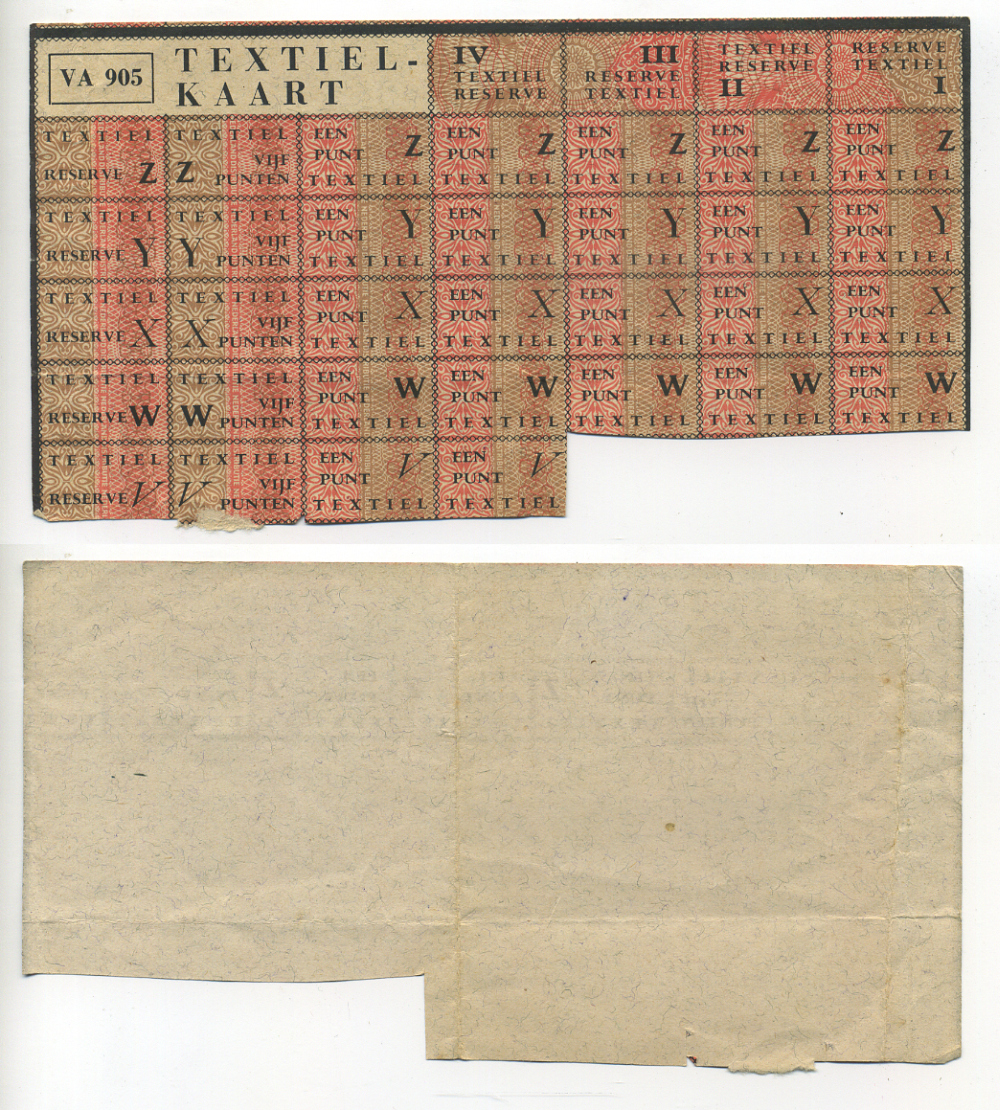 VA 905
TEXTIEL-
KAART
IV
TEXTIEL
RESERVE
III
RESERVE
TEXTIEL
TEXTIEL
RESERVE
II
RESERVE
TEXTIEL
I
TEXTIEL
RESERVE Z
TEXTIEL
Z VIJF
PUNTEN
EEN
PUNT Z
TEXTIEL
EEN
PUNT Z
TEXTIEL
EEN
PUNT Z
TEXTIEL
EEN
PUNT Z
TEXTIEL
EEN
PUNT Z
TEXTIEL
TEXTIEL
RESERVE Y
TEXTIEL
Y VIJF
PUNTEN
EEN
PUNT Y
TEXTIEL
EEN
PUNT Y
TEXTIEL
EEN
PUNT Y
TEXTIEL
EEN
PUNT Y
TEXTIEL
EEN
PUNT Y
TEXTIEL
TEXTIEL
RESERVE X
TEXTIEL
X VIJF
PUNTEN
EEN
PUNT X
TEXTIEL
EEN
PUNT X
TEXTIEL
EEN
PUNT X
TEXTIEL
EEN
PUNT X
TEXTIEL
EEN
PUNT X
TEXTIEL
TEXTIEL
RESERVE W
TEXTIEL
W VIJF
PUNTEN
EEN
PUNT W
TEXTIEL
EEN
PUNT W
TEXTIEL
EEN
PUNT W
TEXTIEL
EEN
PUNT W
TEXTIEL
EEN
PUNT W
TEXTIEL
TEXTIEL
RESERVE V
TEXTIEL
V VIJF
PUNTEN
EEN
PUNT V
TEXTIEL
EEN
PUNT V
TEXTIEL